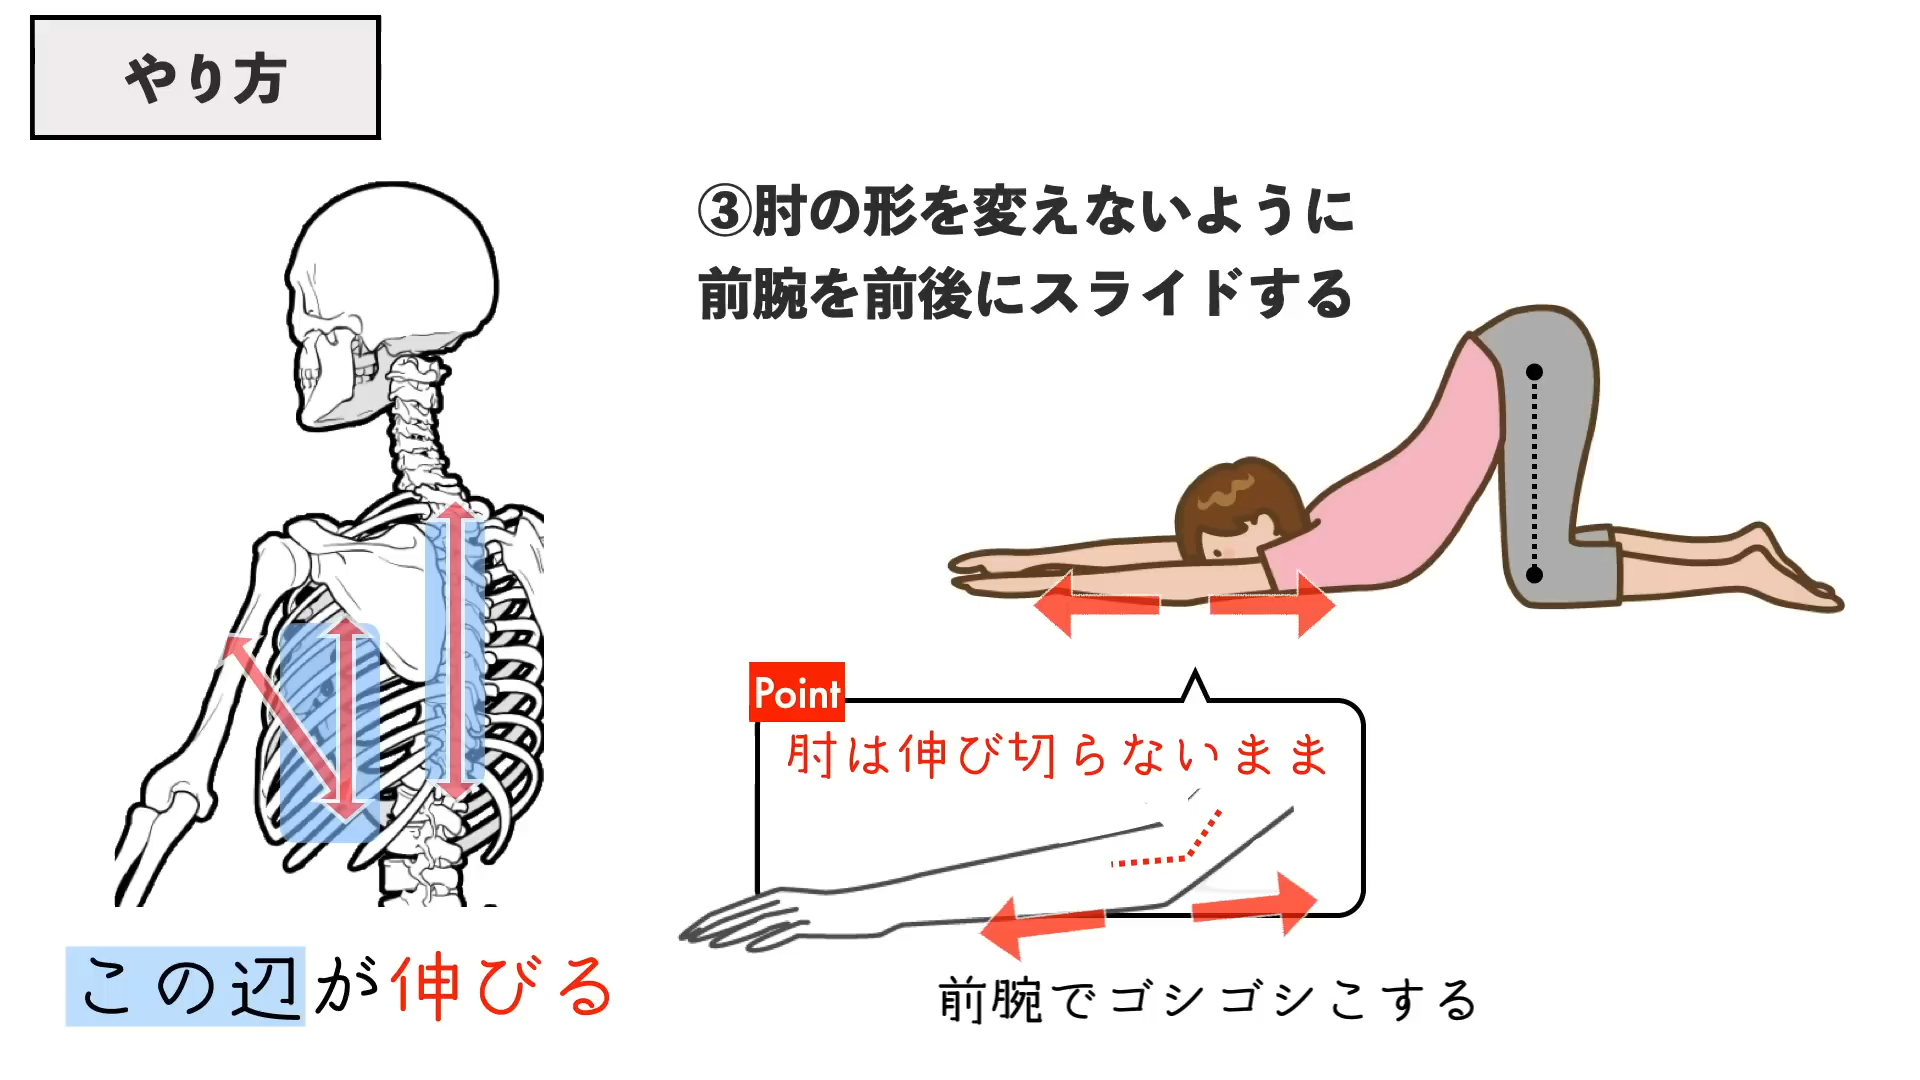 やり方
③肘の形を変えないように
前腕を前後にスライドする
Point
肘は伸び切らないまま
前腕でゴシゴシこする
この辺が伸びる